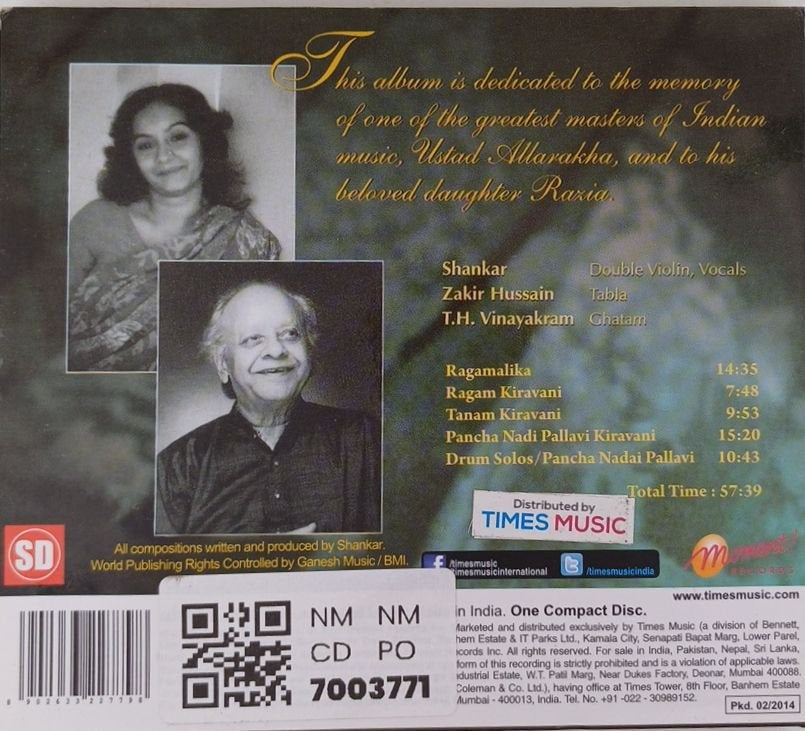 This album is dedicated to the memory
of one of the greatest masters of Indian
music, Ustad Allarakha, and to his
beloved daughter Razia.
Shankar Double Violin, Vocals
Zakir Hussain Tabla
T.H. Vinayakram Ghatam
Ragamalika 14:35
Ragam Kiravani 7:48
Tanam Kiravani 9:53
Pancha Nadi Pallavi Kiravani 15:20
Drum Solos/Pancha Nadai Pallavi 10:43
Total Time : 57:39
Distributed by
TIMES MUSIC
SD
All compositions written and produced by Shankar.
World Publishing Rights Controlled by Ganesh Music / BMI.
f /timesmusic
/timesmusicinternational
/timesmusicindia
Moment!
RECORDS
www.timesmusic.com
in India. One Compact Disc.
Marketed and distributed exclusively by Times Music (a division of Bennett,
hem Estate & IT Parks Ltd., Kamala City, Senapati Bapat Marg, Lower Parel,
cords Inc. All rights reserved. For sale in India, Pakistan, Nepal, Sri Lanka,
form of this recording is strictly prohibited and is a violation of applicable laws.
dustrial Estate, W.T. Patil Marg, Near Dukes Factory, Deonar, Mumbai 400088.
Coleman & Co. Ltd.), having office at Times Tower, 8th Floor, Banhem Estate
Mumbai - 400013, India. Tel. No. +91 -022 - 30989152.
Pkd. 02/2014
NM NM
CD PO
7003771
8 902633 227798